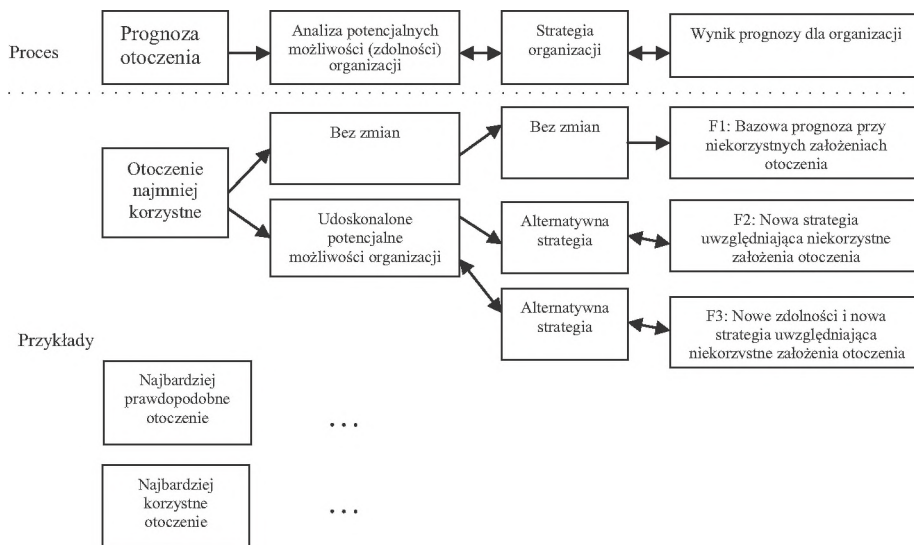 Proces
Prognoza
otoczenia
Analiza potencjalnych
możliwości (zdolności)
organizacji
Strategia
organizacji
Wynik prognozy dla organizacji
Otoczenie
najmniej
korzystne
Bez zmian
Bez zmian
F1: Bazowa prognoza przy
niekorzystnych założeniach
otoczenia
Udoskonalone
potencjalne
możliwości organizacji
Alternatywna
strategia
F2: Nowa strategia
uwzględniająca niekorzystne
założenia otoczenia
Alternatywna
strategia
F3: Nowe zdolności i nowa
strategia uwzględniająca
niekorzystne założenia otoczenia
Przykłady
Najbardziej
prawdopodobne
otoczenie
...
Najbardziej
korzystne
otoczenie
...